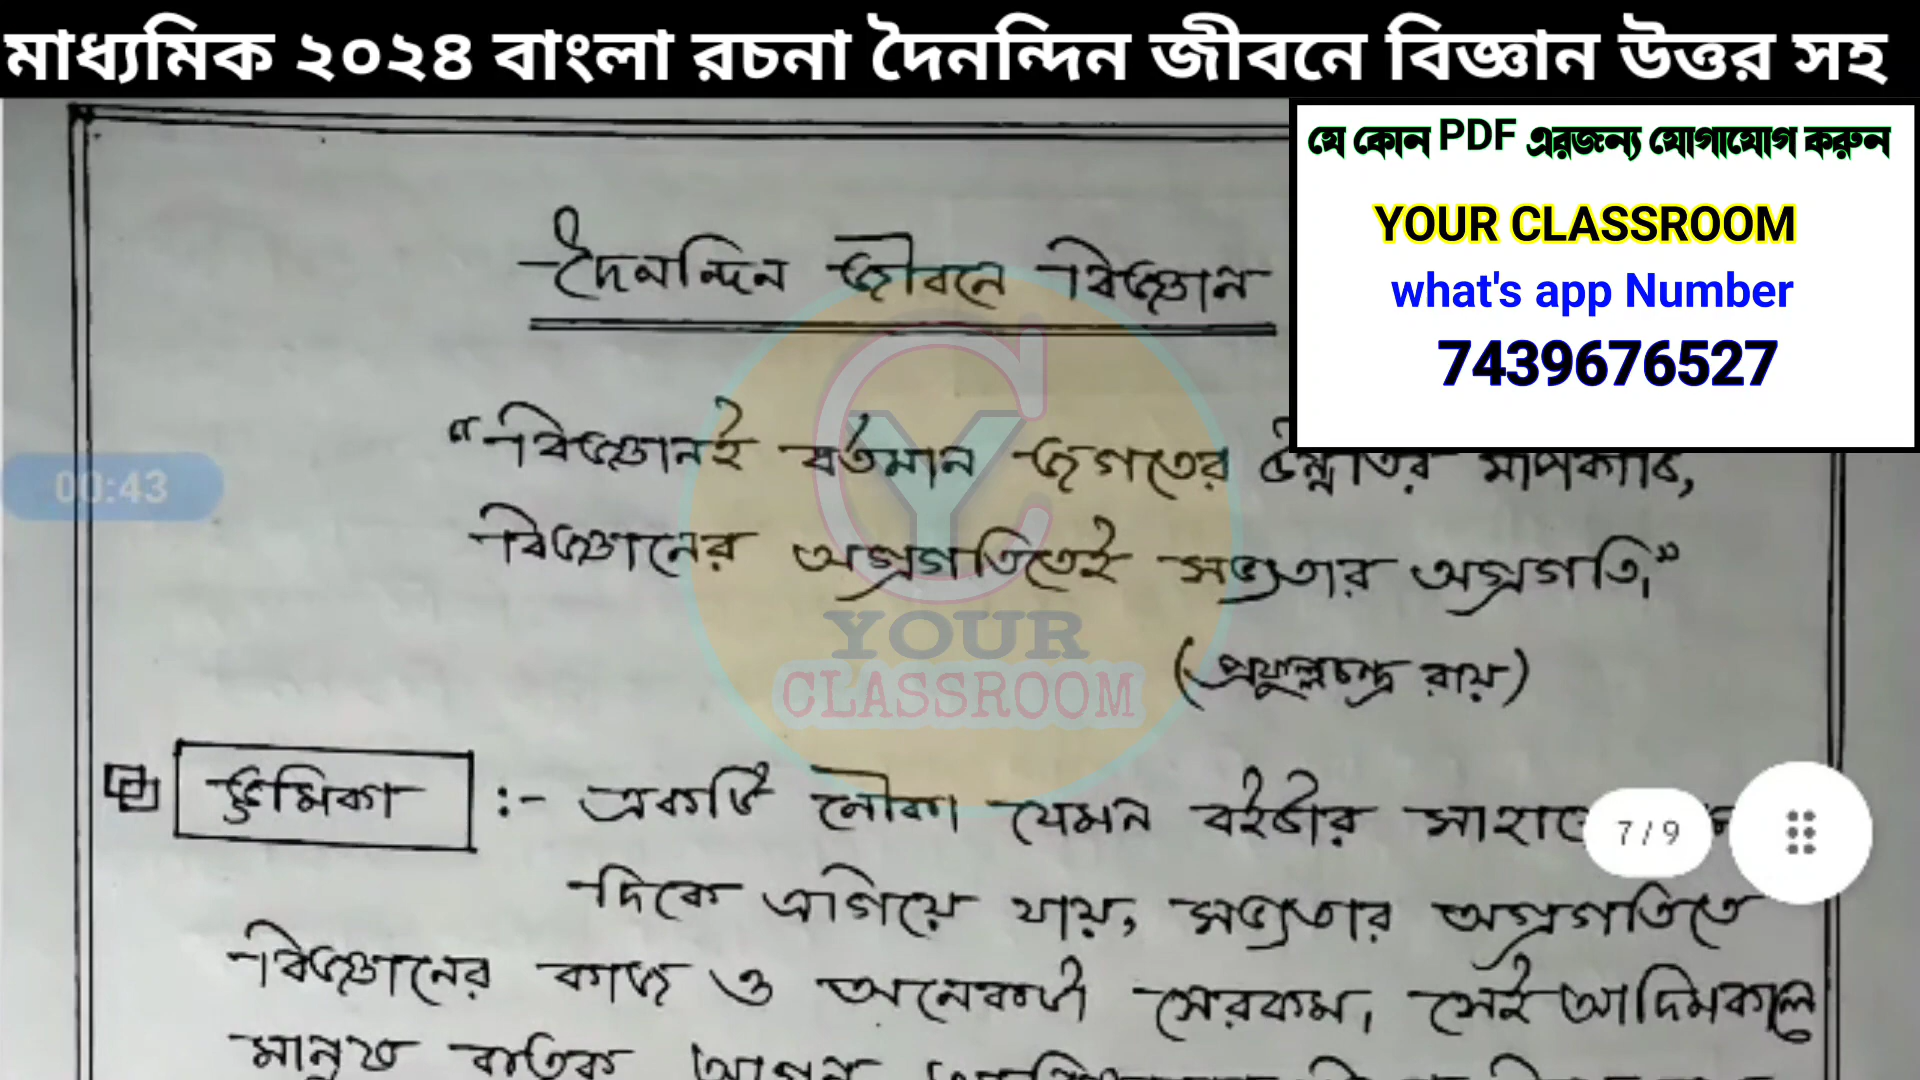 মাধ্যমিক ২০২৪ বাংলা রচনা দৈনন্দিন জীবনে বিজ্ঞান উত্তর সহ
যে কোন PDF এরজন্য যোগাযোগ করুন
YOUR CLASSROOM
what's app Number
7439676527
দৈনন্দিন জীবনে বিজ্ঞান
“বিজ্ঞানই বর্তমান জগতের উন্নতির মাপকাঠি,
00:43
বিজ্ঞানের অগ্রগতিতেই সভ্যতার অগ্রগতি।”
YOUR
CLASSROOM
(প্রফুল্লচন্দ্র রায়)
ভূমিকা :- একটি নৌকা যেমন বইটার
7/9
দিকে এগিয়ে যায়, সভ্যতার অগ্রগতিতে
বিজ্ঞানের কাজ ও অনেকটা সেরকম। সেই আদিমকালে
মানুষ